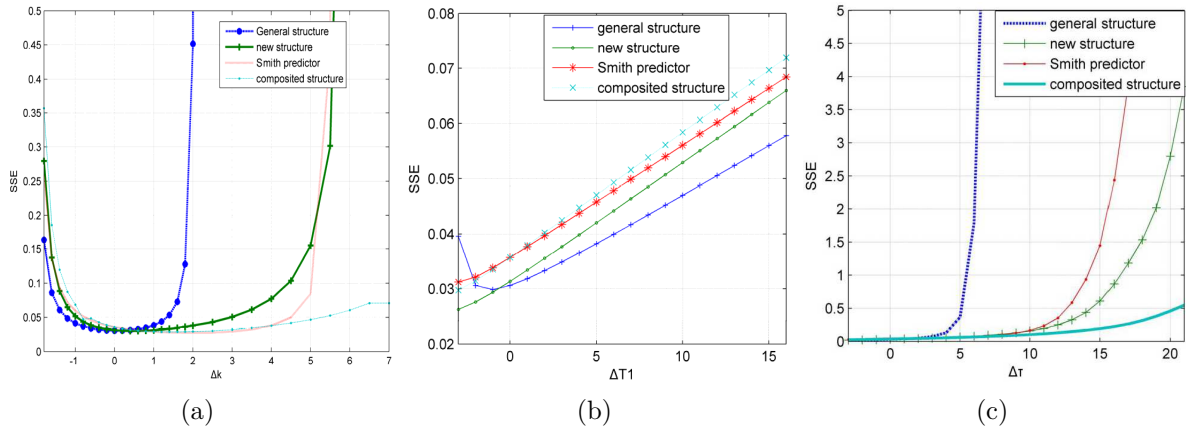 0.5
0.45
0.4
0.35
0.3
0.25
0.2
0.15
0.1
0.05
0
SSE
General structure
new structure
Smith predictor
composited structure
-1 0 1 2 3 4 5 6 7
Δk
(a)
0.08
0.07
0.06
0.05
0.04
0.03
0.02
SSE
general structure
new structure
Smith predictor
composited structure
0 5 10 15
ΔT1
(b)
5
4.5
4
3.5
3
2.5
2
1.5
1
0.5
0
SSE
general structure
new structure
Smith predictor
composited structure
0 5 10 15 20
Δτ
(c)